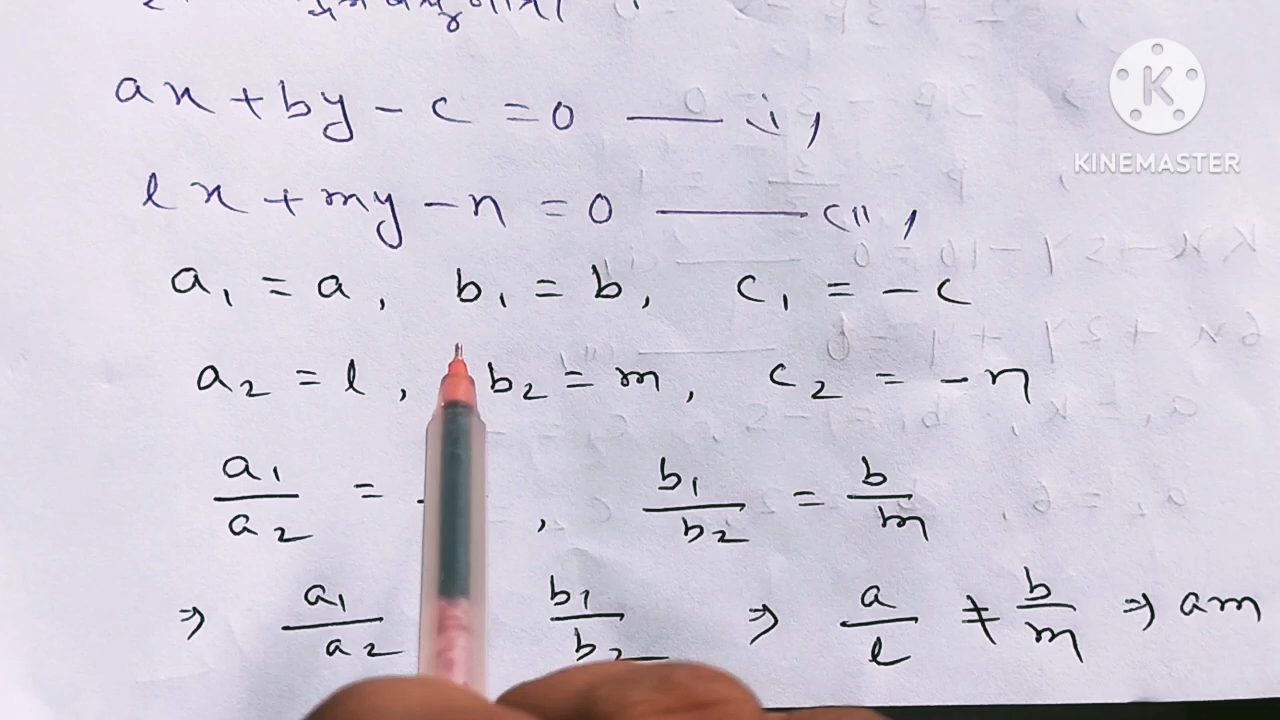 ax + by - c = 0 —— (i)
lx + my - n = 0 —— (ii)
a₁ = a, b₁ = b, c₁ = -c
a₂ = l, b₂ = m, c₂ = -n
a₁/a₂ = , b₁/b₂ = b/m
⇒ a₁/a₂ b₁/b₂ ⇒ a/l ≠ b/m ⇒ am
K
KINEMASTER